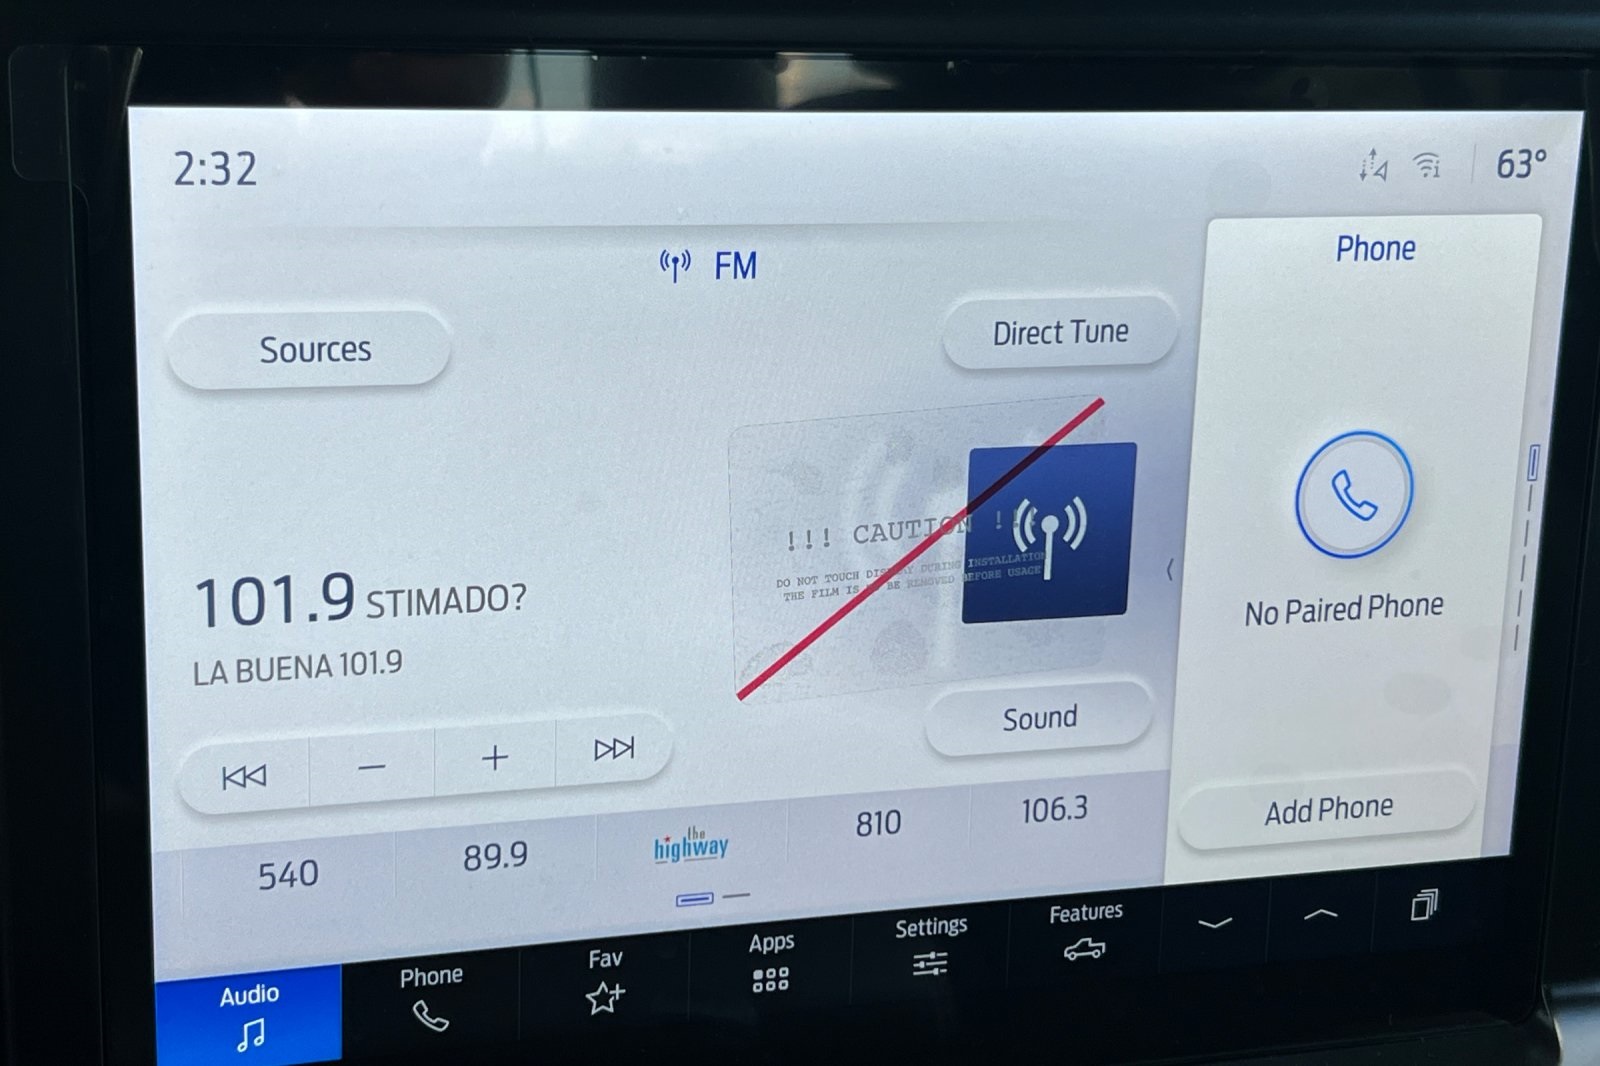 2:32
63°
FM
Phone
Sources
Direct Tune
!!! CAUTION !!!
DO NOT TOUCH DISPLAY DURING INSTALLATION
THE FILM IS TO BE REMOVED BEFORE USAGE
101.9 STIMADO?
LA BUENA 101.9
No Paired Phone
Sound
Add Phone
540
89.9
the
highway
810
106.3
Audio
Phone
Fav
Apps
Settings
Features